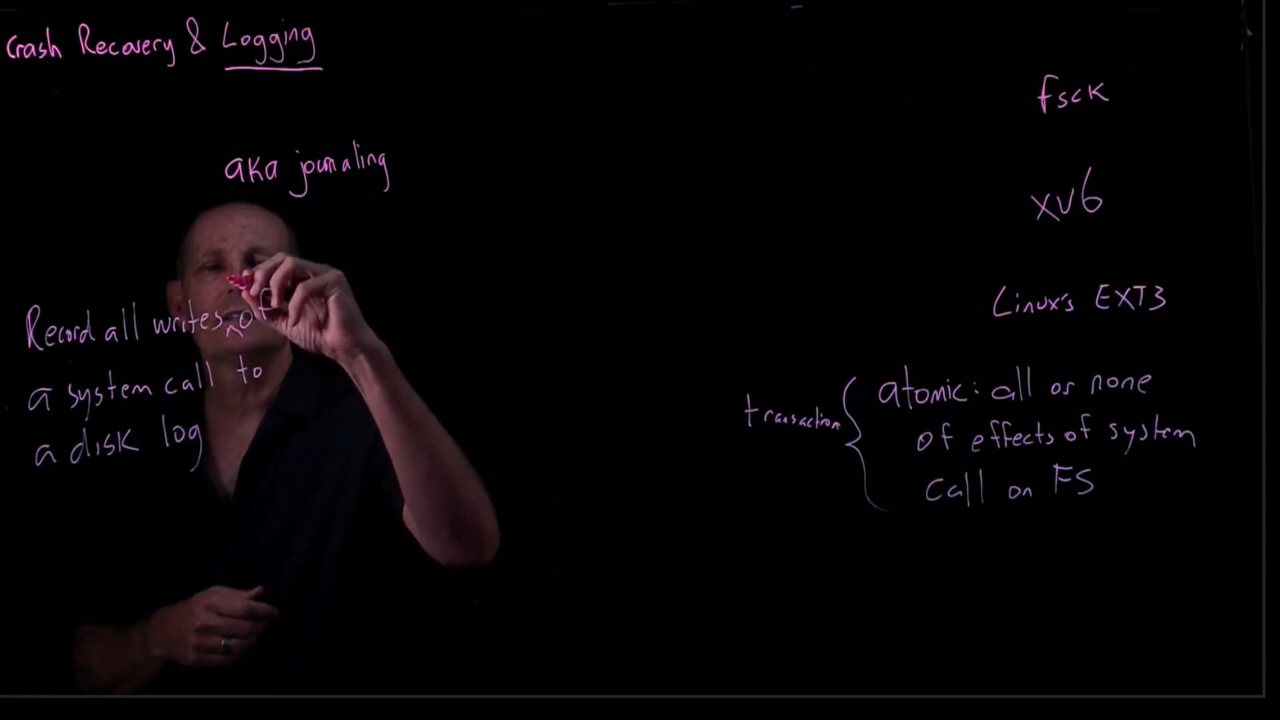 Crash Recovery & Logging
aka journaling
Record all writes of
a system call to
a disk log
fsck
xv6
Linux's EXT3
transaction
atomic: all or none
of effects of system
call on FS